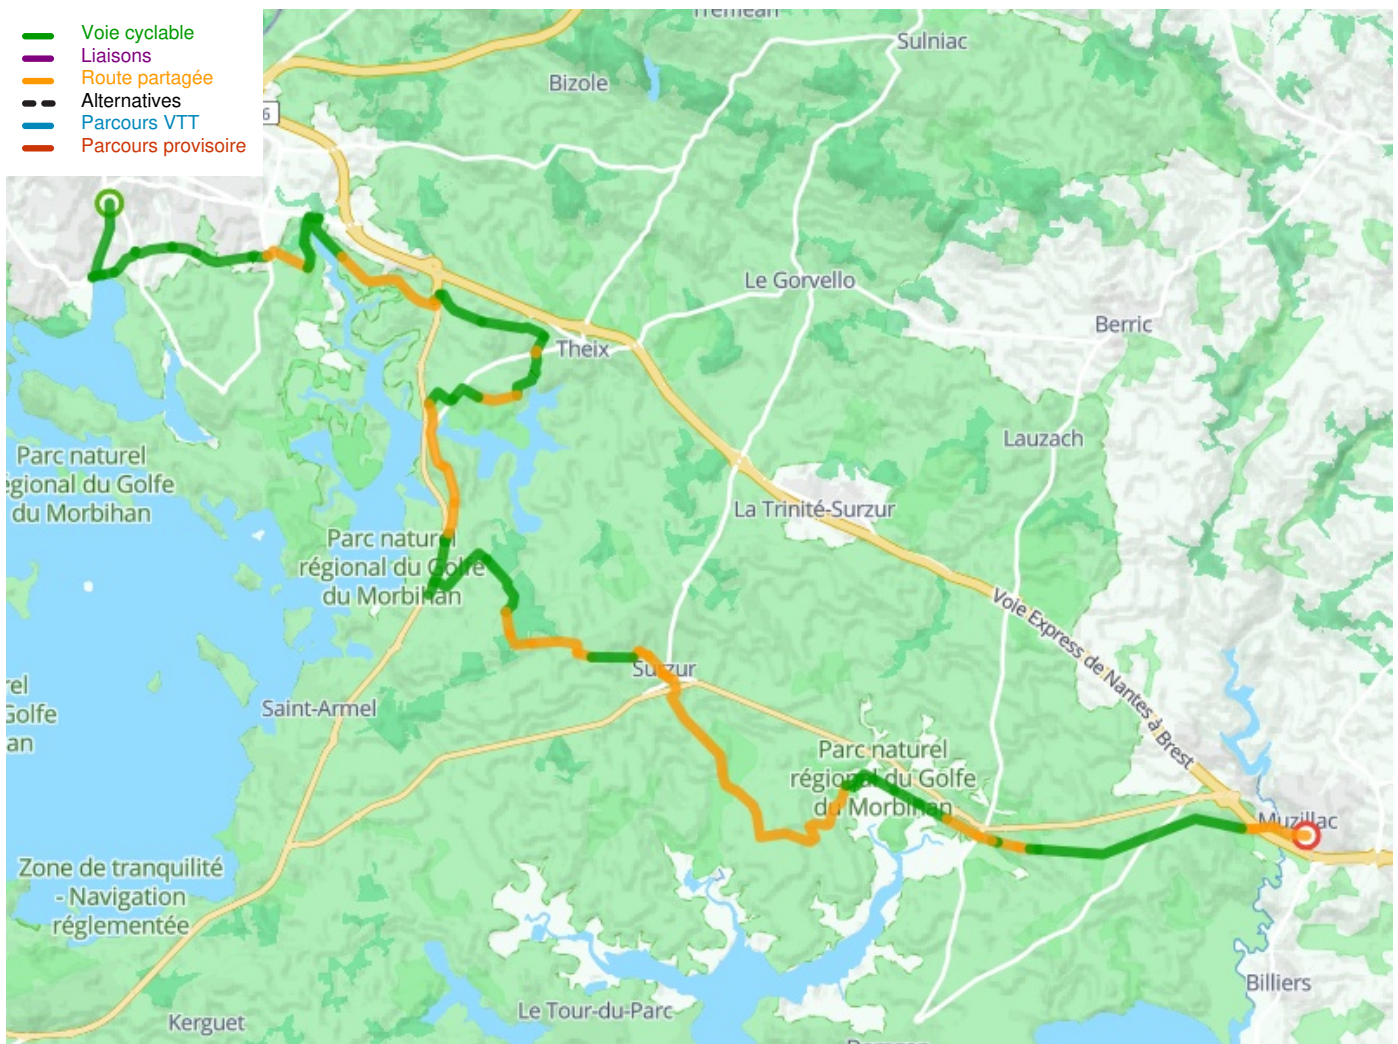 Voie cyclable
Liaisons
Route partagée
Alternatives
Parcours VTT
Parcours provisoire
Sulniac
Bizole
6
Le Gorvello
Berric
Theix
Lauzach
Parc naturel
égional du Golfe
du Morbihan
La Trinité-Surzur
Parc naturel
régional du Golfe
du Morbihan
Voie Express de Nantes à Brest
Surzur
rel
Golfe
an
Saint-Armel
Parc naturel
régional du Golfe
du Morbihan
Muzillac
Zone de tranquilité
- Navigation
réglementée
Billiers
Le Tour-du-Parc
Kerguet